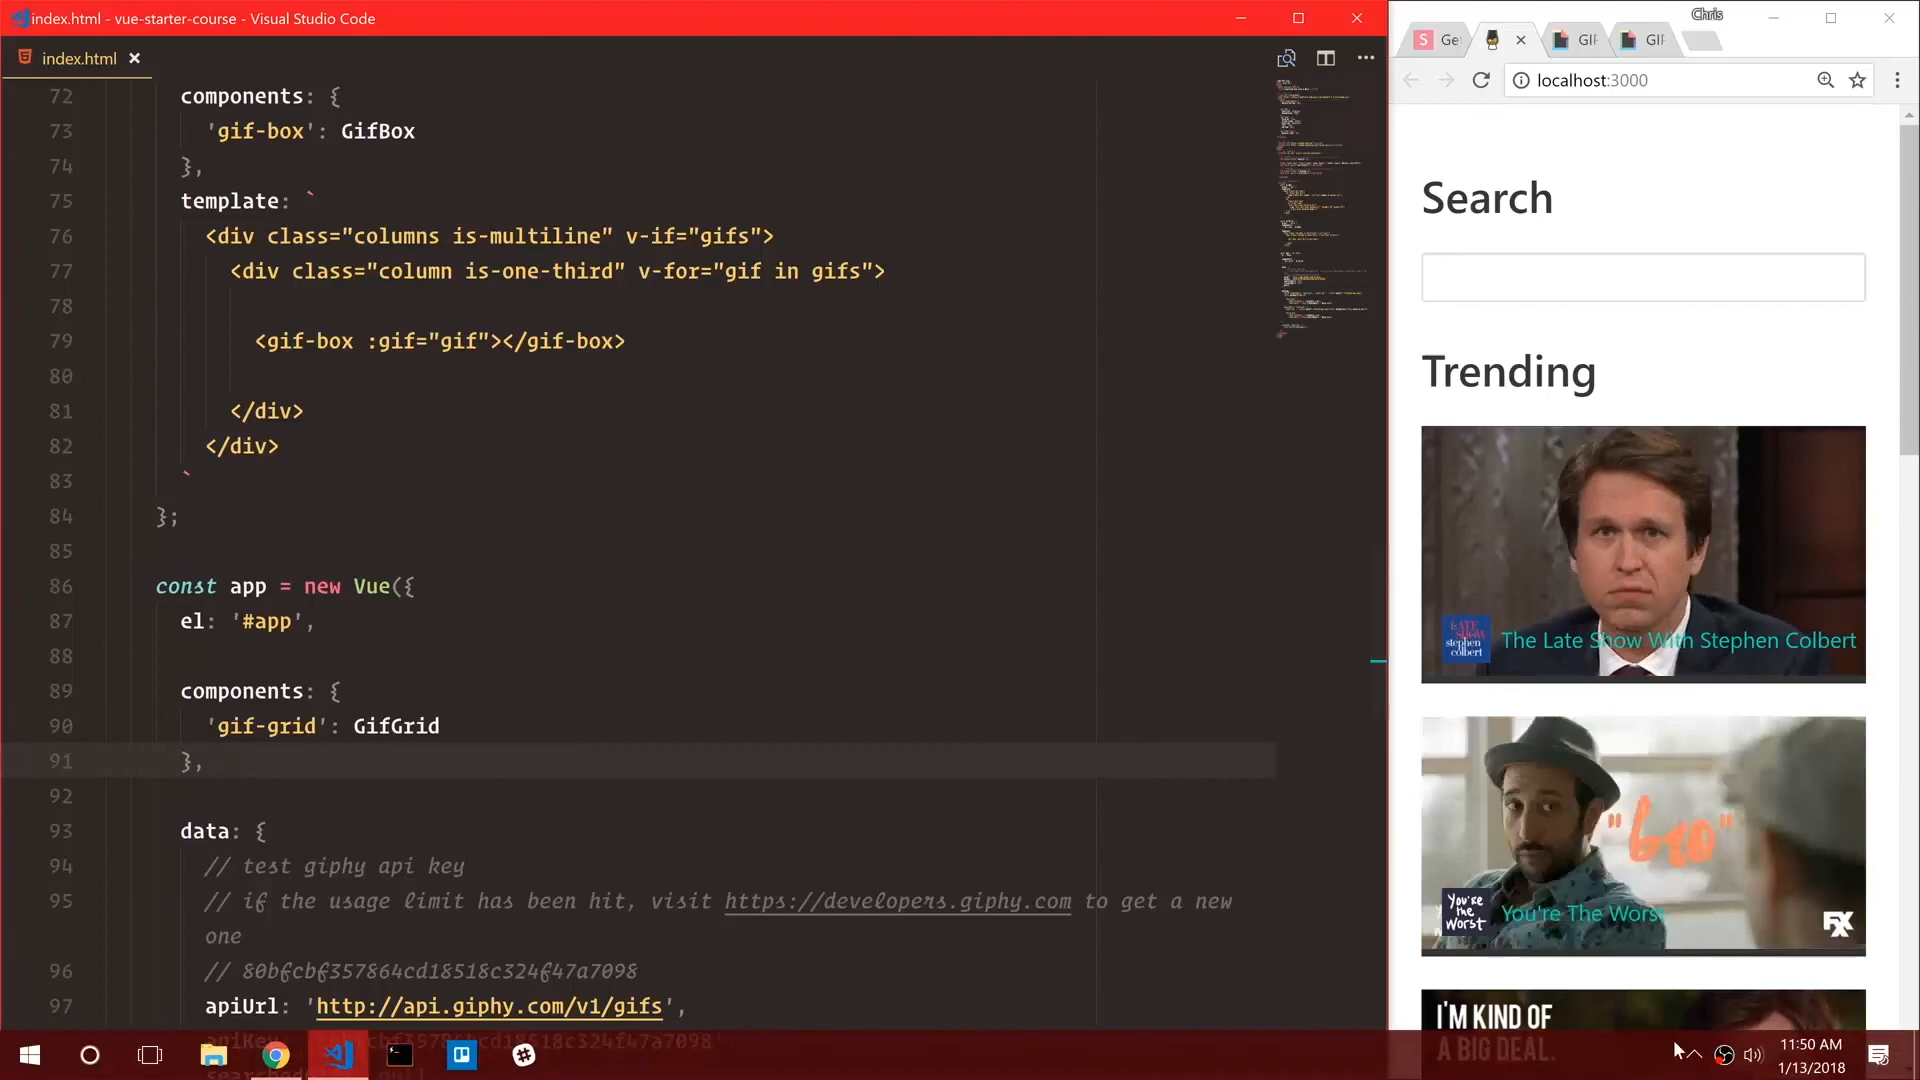 index.html - vue-starter-course - Visual Studio Code
index.html
72 components: {
73 'gif-box': GifBox
74 },
75 template: `
76 <div class="columns is-multiline" v-if="gifs">
77 <div class="column is-one-third" v-for="gif in gifs">
78
79 <gif-box :gif="gif"></gif-box>
80
81 </div>
82 </div>
83 `
84 };
85
86 const app = new Vue({
87 el: '#app',
88
89 components: {
90 'gif-grid': GifGrid
91 },
92
93 data: {
94 // test giphy api key
95 // if the usage limit has been hit, visit https://developers.giphy.com to get a new
one
96 // 80bfcbf357864cd18518c324f47a7098
97 apiUrl: 'http://api.giphy.com/v1/gifs',
Chris
S Ge
GI
GI
localhost:3000
Search
Trending
LATE
SHOW
stephen
colbert
The Late Show With Stephen Colbert
You're
the
Worst
You're The Worst
FX
I'M KIND OF
A BIG DEAL.
11:50 AM
1/13/2018